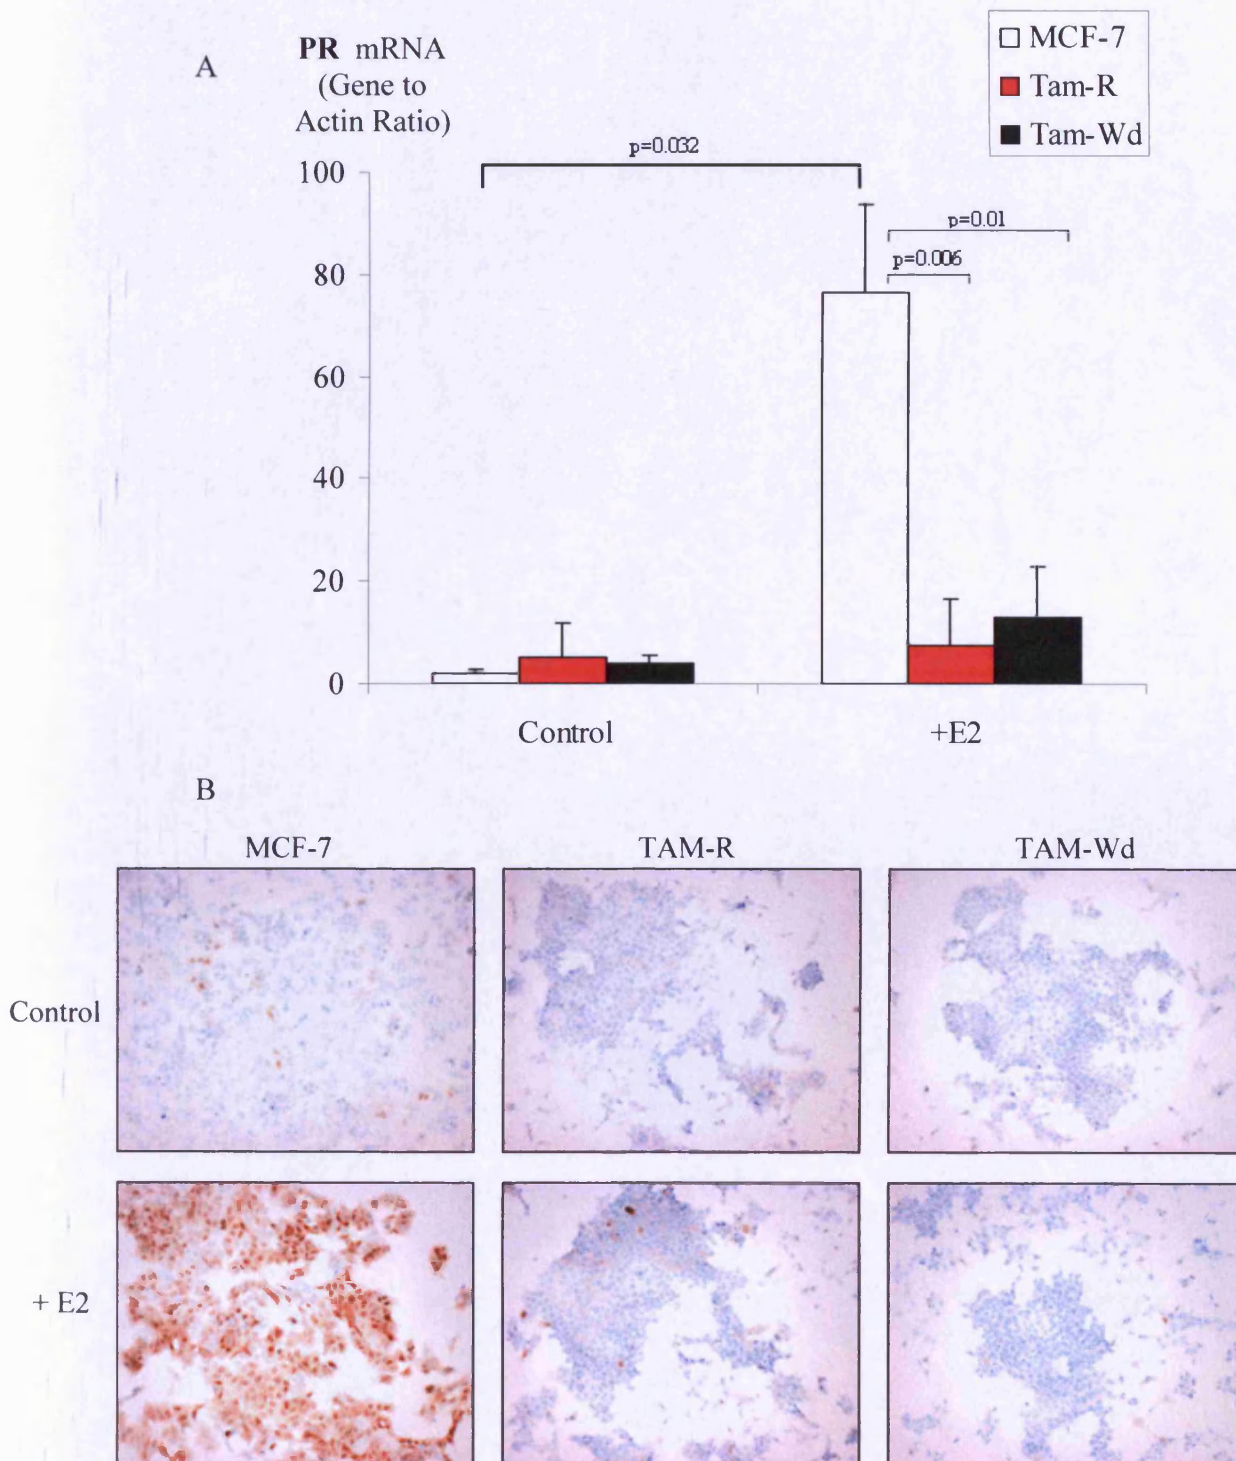 A
PR mRNA
(Gene to
Actin Ratio)
MCF-7
Tam-R
Tam-Wd
p=0.032
p=0.01
p=0.006
100
80
60
40
20
0
Control
+E2
B
MCF-7
TAM-R
TAM-Wd
Control
+ E2